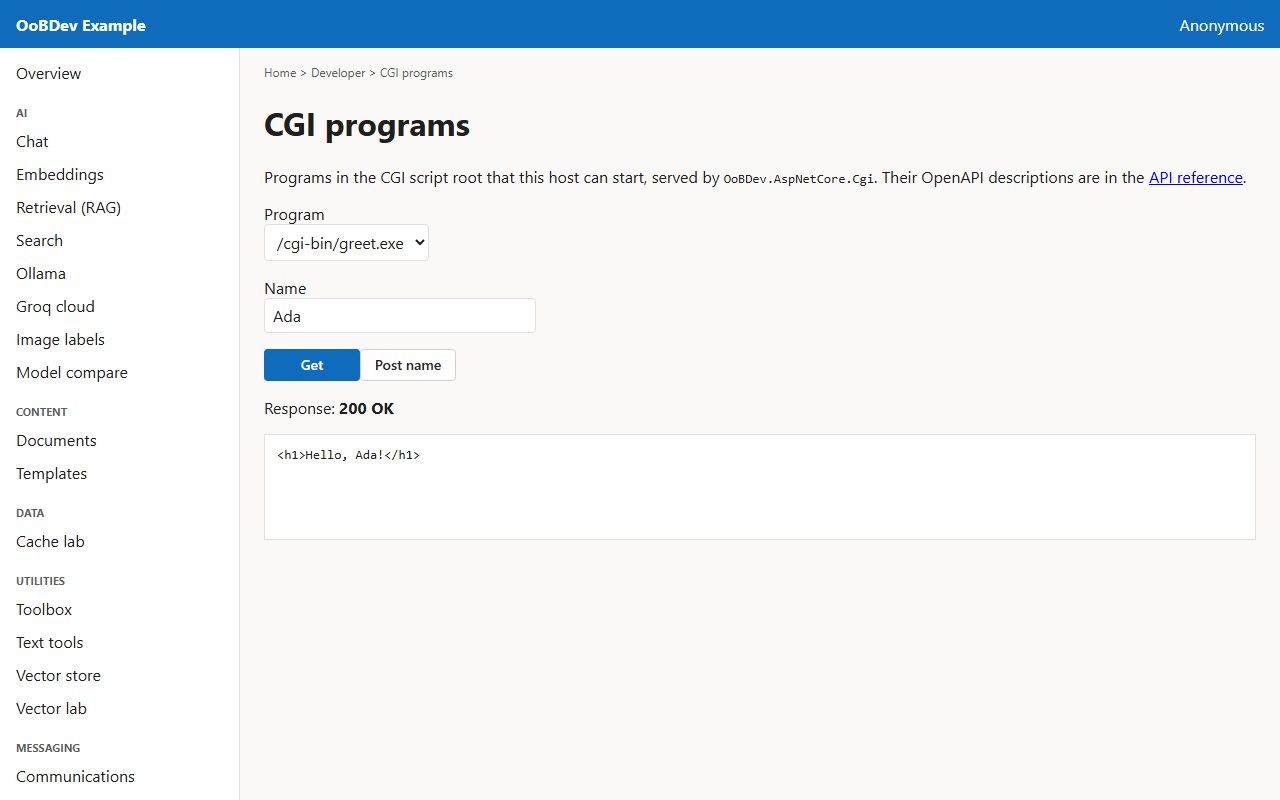 OoBDev Example
Anonymous
Overview
AI
Chat
Embeddings
Retrieval (RAG)
Search
Ollama
Groq cloud
Image labels
Model compare
CONTENT
Documents
Templates
DATA
Cache lab
UTILITIES
Toolbox
Text tools
Vector store
Vector lab
MESSAGING
Communications
Home > Developer > CGI programs
CGI programs
Programs in the CGI script root that this host can start, served by OoBDev.AspNetCore.Cgi. Their OpenAPI descriptions are in the API reference.
Program
/cgi-bin/greet.exe
Name
Ada
Get
Post name
Response: 200 OK
<h1>Hello, Ada!</h1>